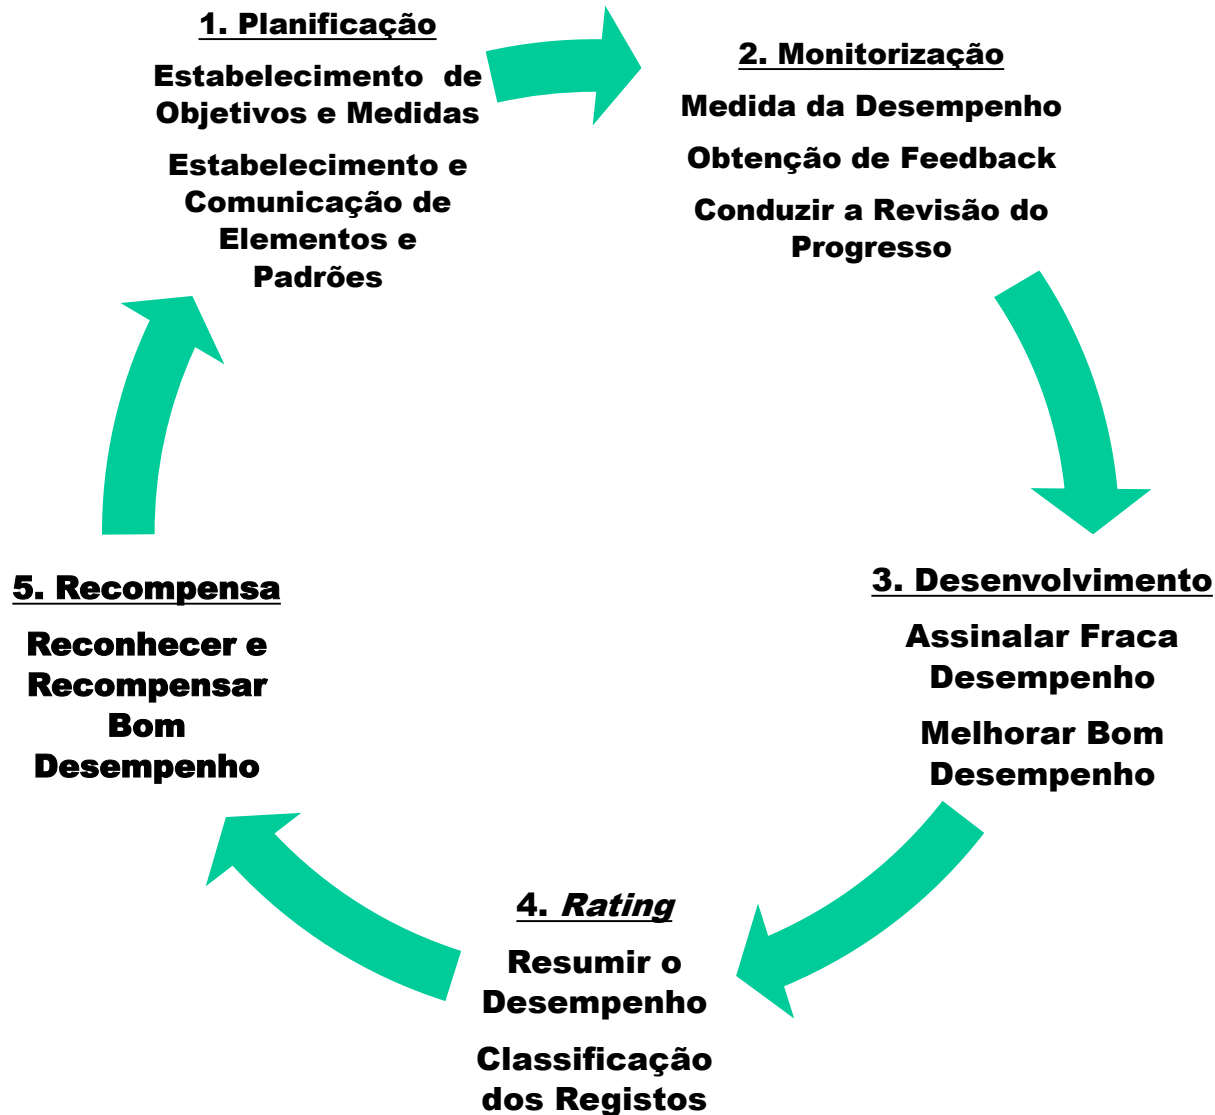 1. Planificação
Estabelecimento de
Objetivos e Medidas
Estabelecimento e
Comunicação de
Elementos e
Padrões
2. Monitorização
Medida da Desempenho
Obtenção de Feedback
Conduzir a Revisão do
Progresso
3. Desenvolvimento
Assinalar Fraca
Desempenho
Melhorar Bom
Desempenho
4. Rating
Resumir o
Desempenho
Classificação
dos Registos
5. Recompensa
Reconhecer e
Recompensar
Bom
Desempenho